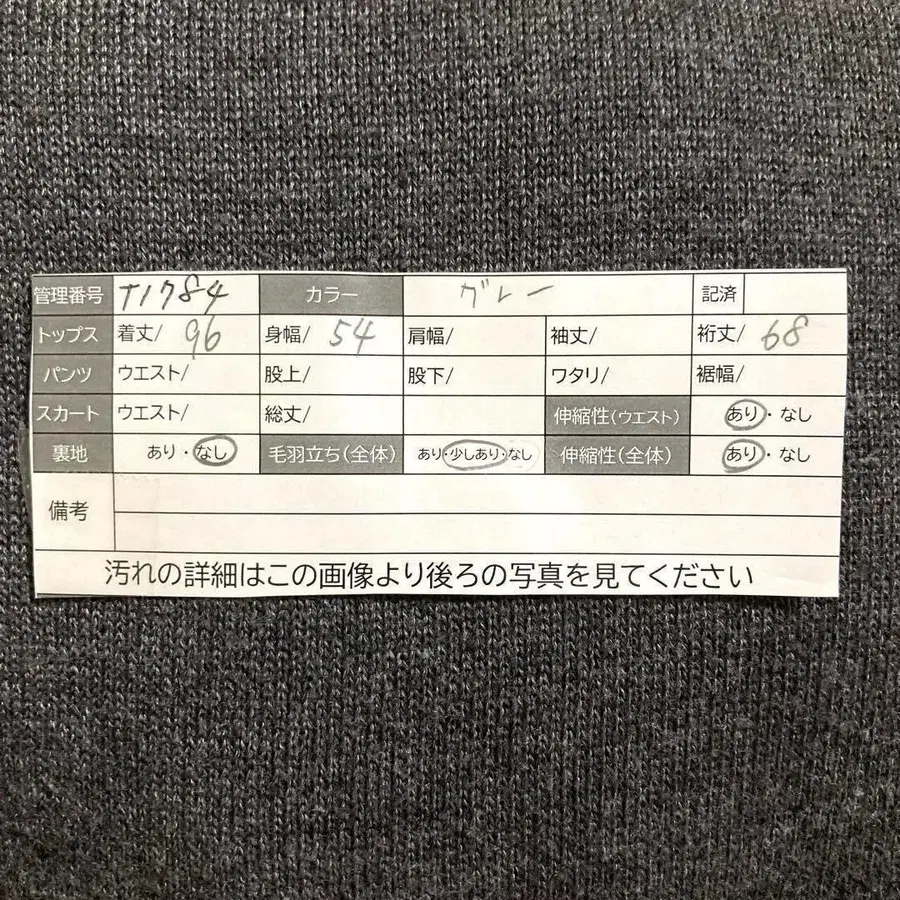 管理番号 T1784 カラー グレー 記済
トップス 着丈/ 96 身幅/ 54 肩幅/ 袖丈/ 裄丈/ 68
パンツ ウエスト/ 股上/ 股下/ ワタリ/ 裾幅/
スカート ウエスト/ 総丈/ 伸縮性(ウエスト) あり・なし
裏地 あり・なし 毛羽立ち(全体) あり・少しあり・なし 伸縮性(全体) あり・なし
備考
汚れの詳細はこの画像より後ろの写真を見てください